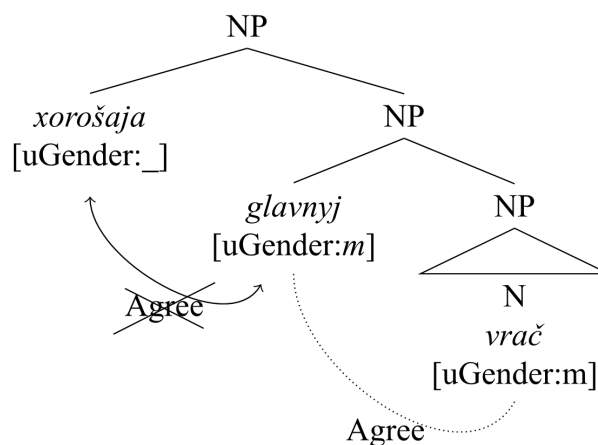 NP
xorošaja
[uGender:_]
NP
glavnyj
[uGender:m]
NP
N
vrač
[uGender:m]
Agree
Agree